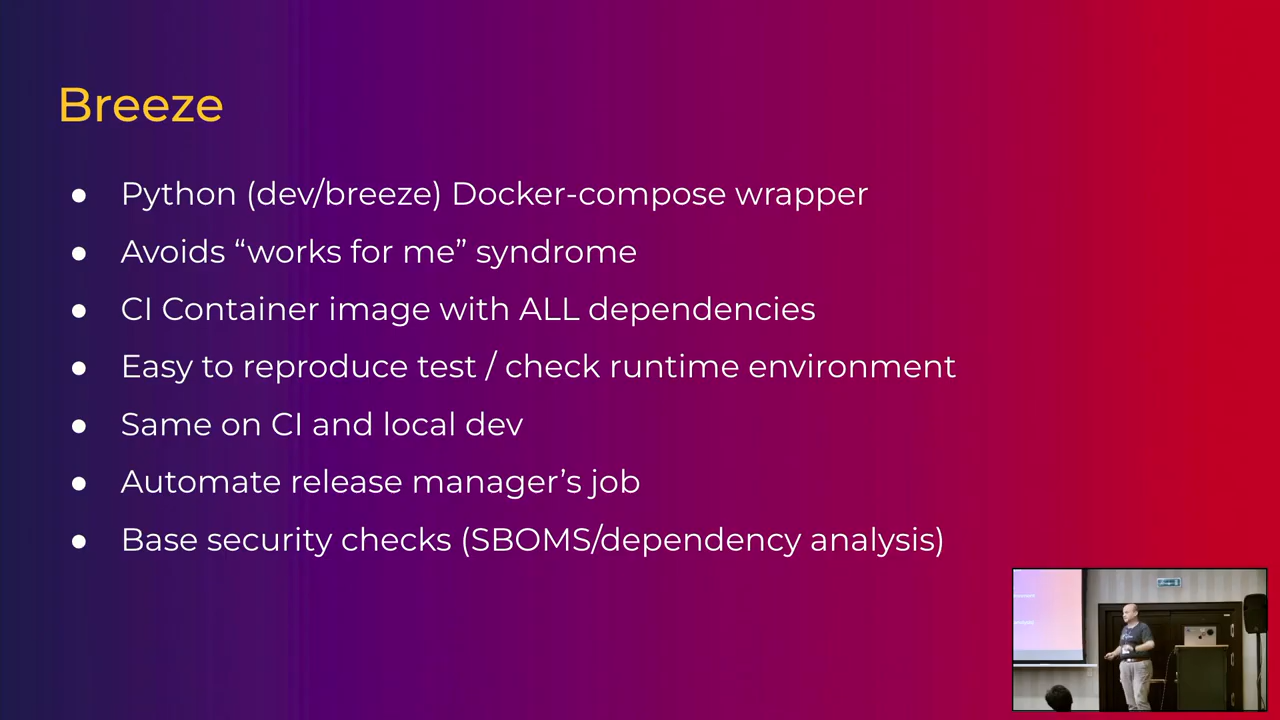 Breeze
● Python (dev/breeze) Docker-compose wrapper
● Avoids “works for me” syndrome
● CI Container image with ALL dependencies
● Easy to reproduce test / check runtime environment
● Same on CI and local dev
● Automate release manager’s job
● Base security checks (SBOMS/dependency analysis)